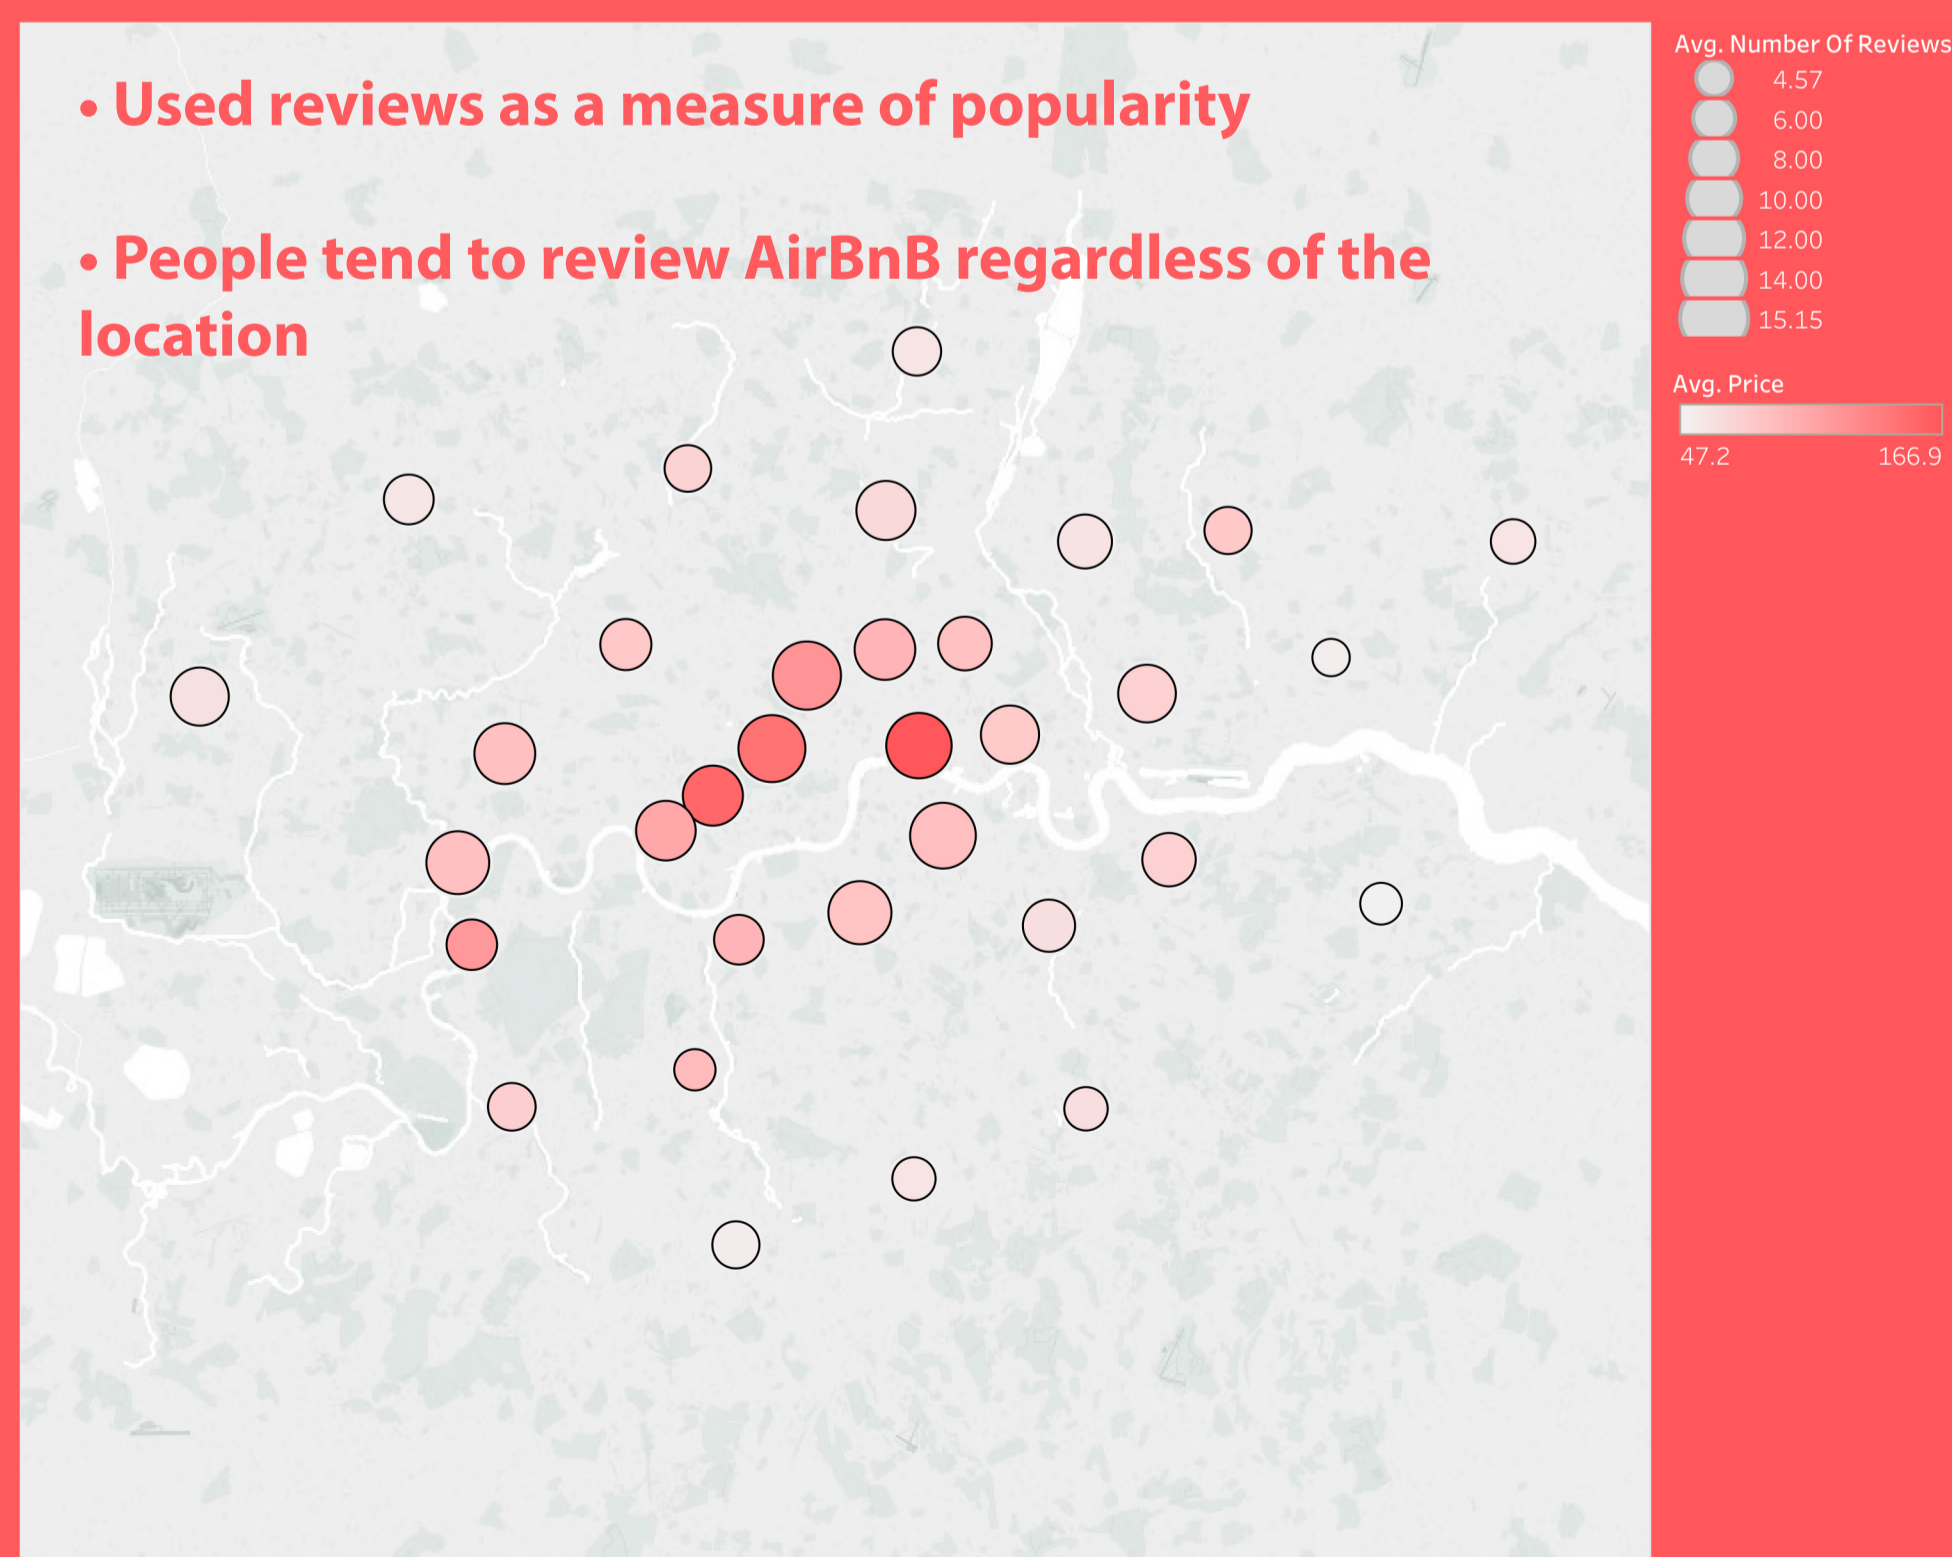 • Used reviews as a measure of popularity
• People tend to review AirBnB regardless of the
location
Avg. Number Of Reviews
4.57
6.00
8.00
10.00
12.00
14.00
15.15
Avg. Price
47.2 166.9